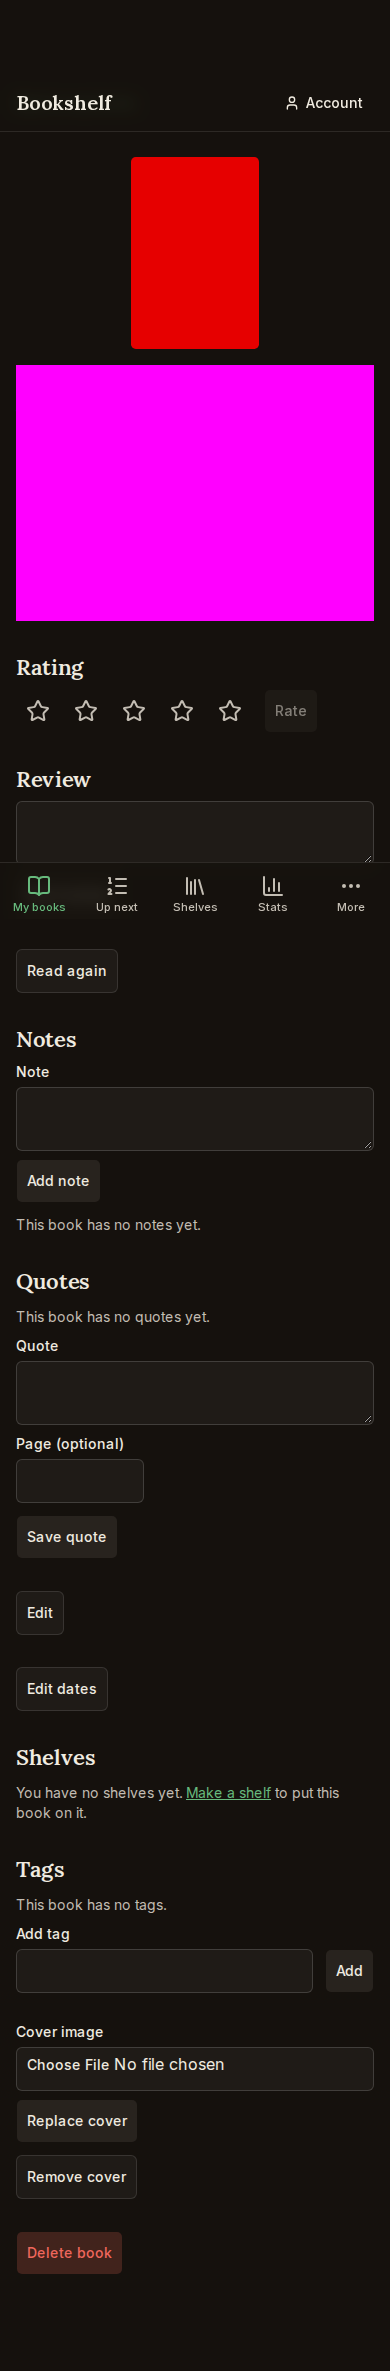 Bookshelf
Account
Rating
Rate
Review
My books
Up next
Shelves
Stats
More
Read again
Notes
Note
Add note
This book has no notes yet.
Quotes
This book has no quotes yet.
Quote
Page (optional)
Save quote
Edit
Edit dates
Shelves
You have no shelves yet. Make a shelf to put this
book on it.
Tags
This book has no tags.
Add tag
Add
Cover image
Choose File No file chosen
Replace cover
Remove cover
Delete book